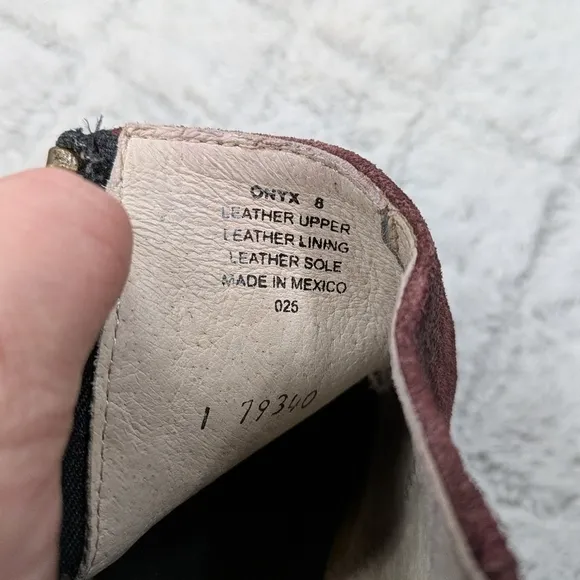 ONYX 8
LEATHER UPPER
LEATHER LINING
LEATHER SOLE
MADE IN MEXICO
025
1 79340